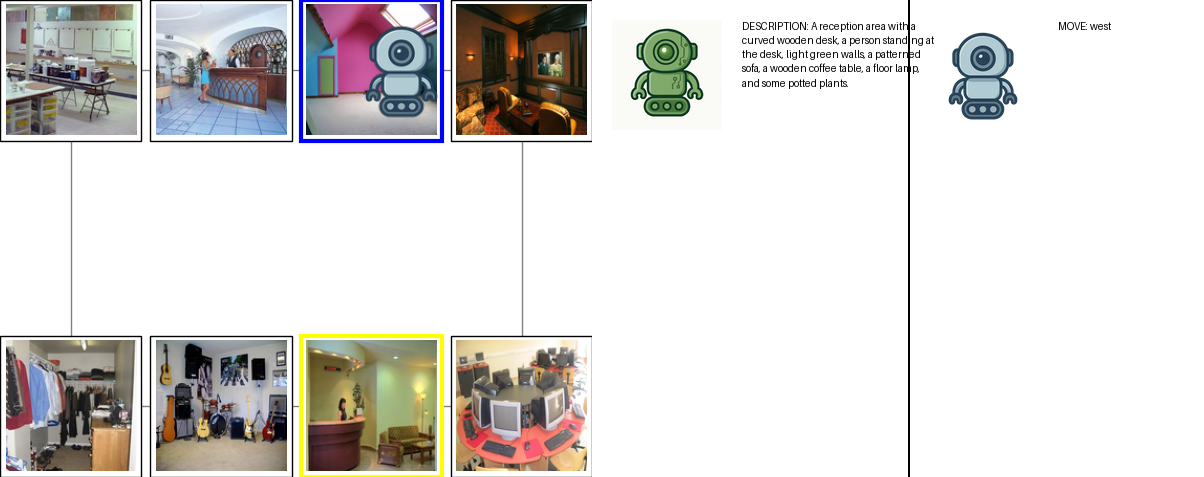 DESCRIPTION: A reception area with a
curved wooden desk, a person standing at
the desk, light green walls, a patterned
sofa, a wooden coffee table, a floor lamp,
and some potted plants.
MOVE: west